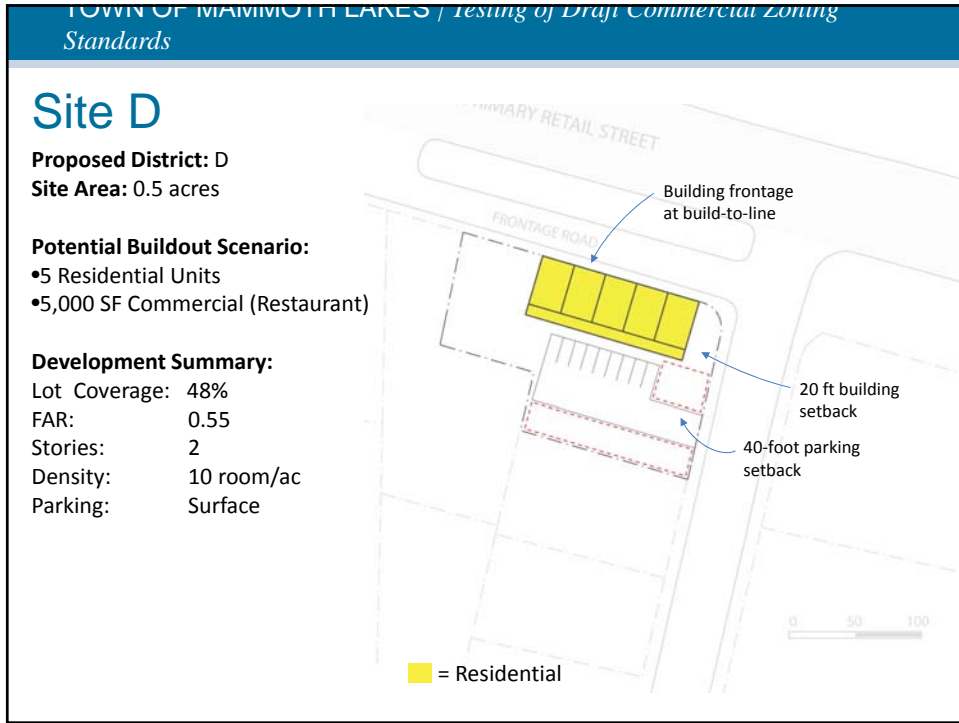 TOWN OF MAMMOTH LAKES / Testing of Draft Commercial Zoning
Standards
Site D
Proposed District: D
Site Area: 0.5 acres
Potential Buildout Scenario:
•5 Residential Units
•5,000 SF Commercial (Restaurant)
Development Summary:
Lot Coverage: 48%
FAR: 0.55
Stories: 2
Density: 10 room/ac
Parking: Surface
PRIMARY RETAIL STREET
FRONTAGE ROAD
Building frontage
at build-to-line
20 ft building
setback
40-foot parking
setback
0 50 100
= Residential